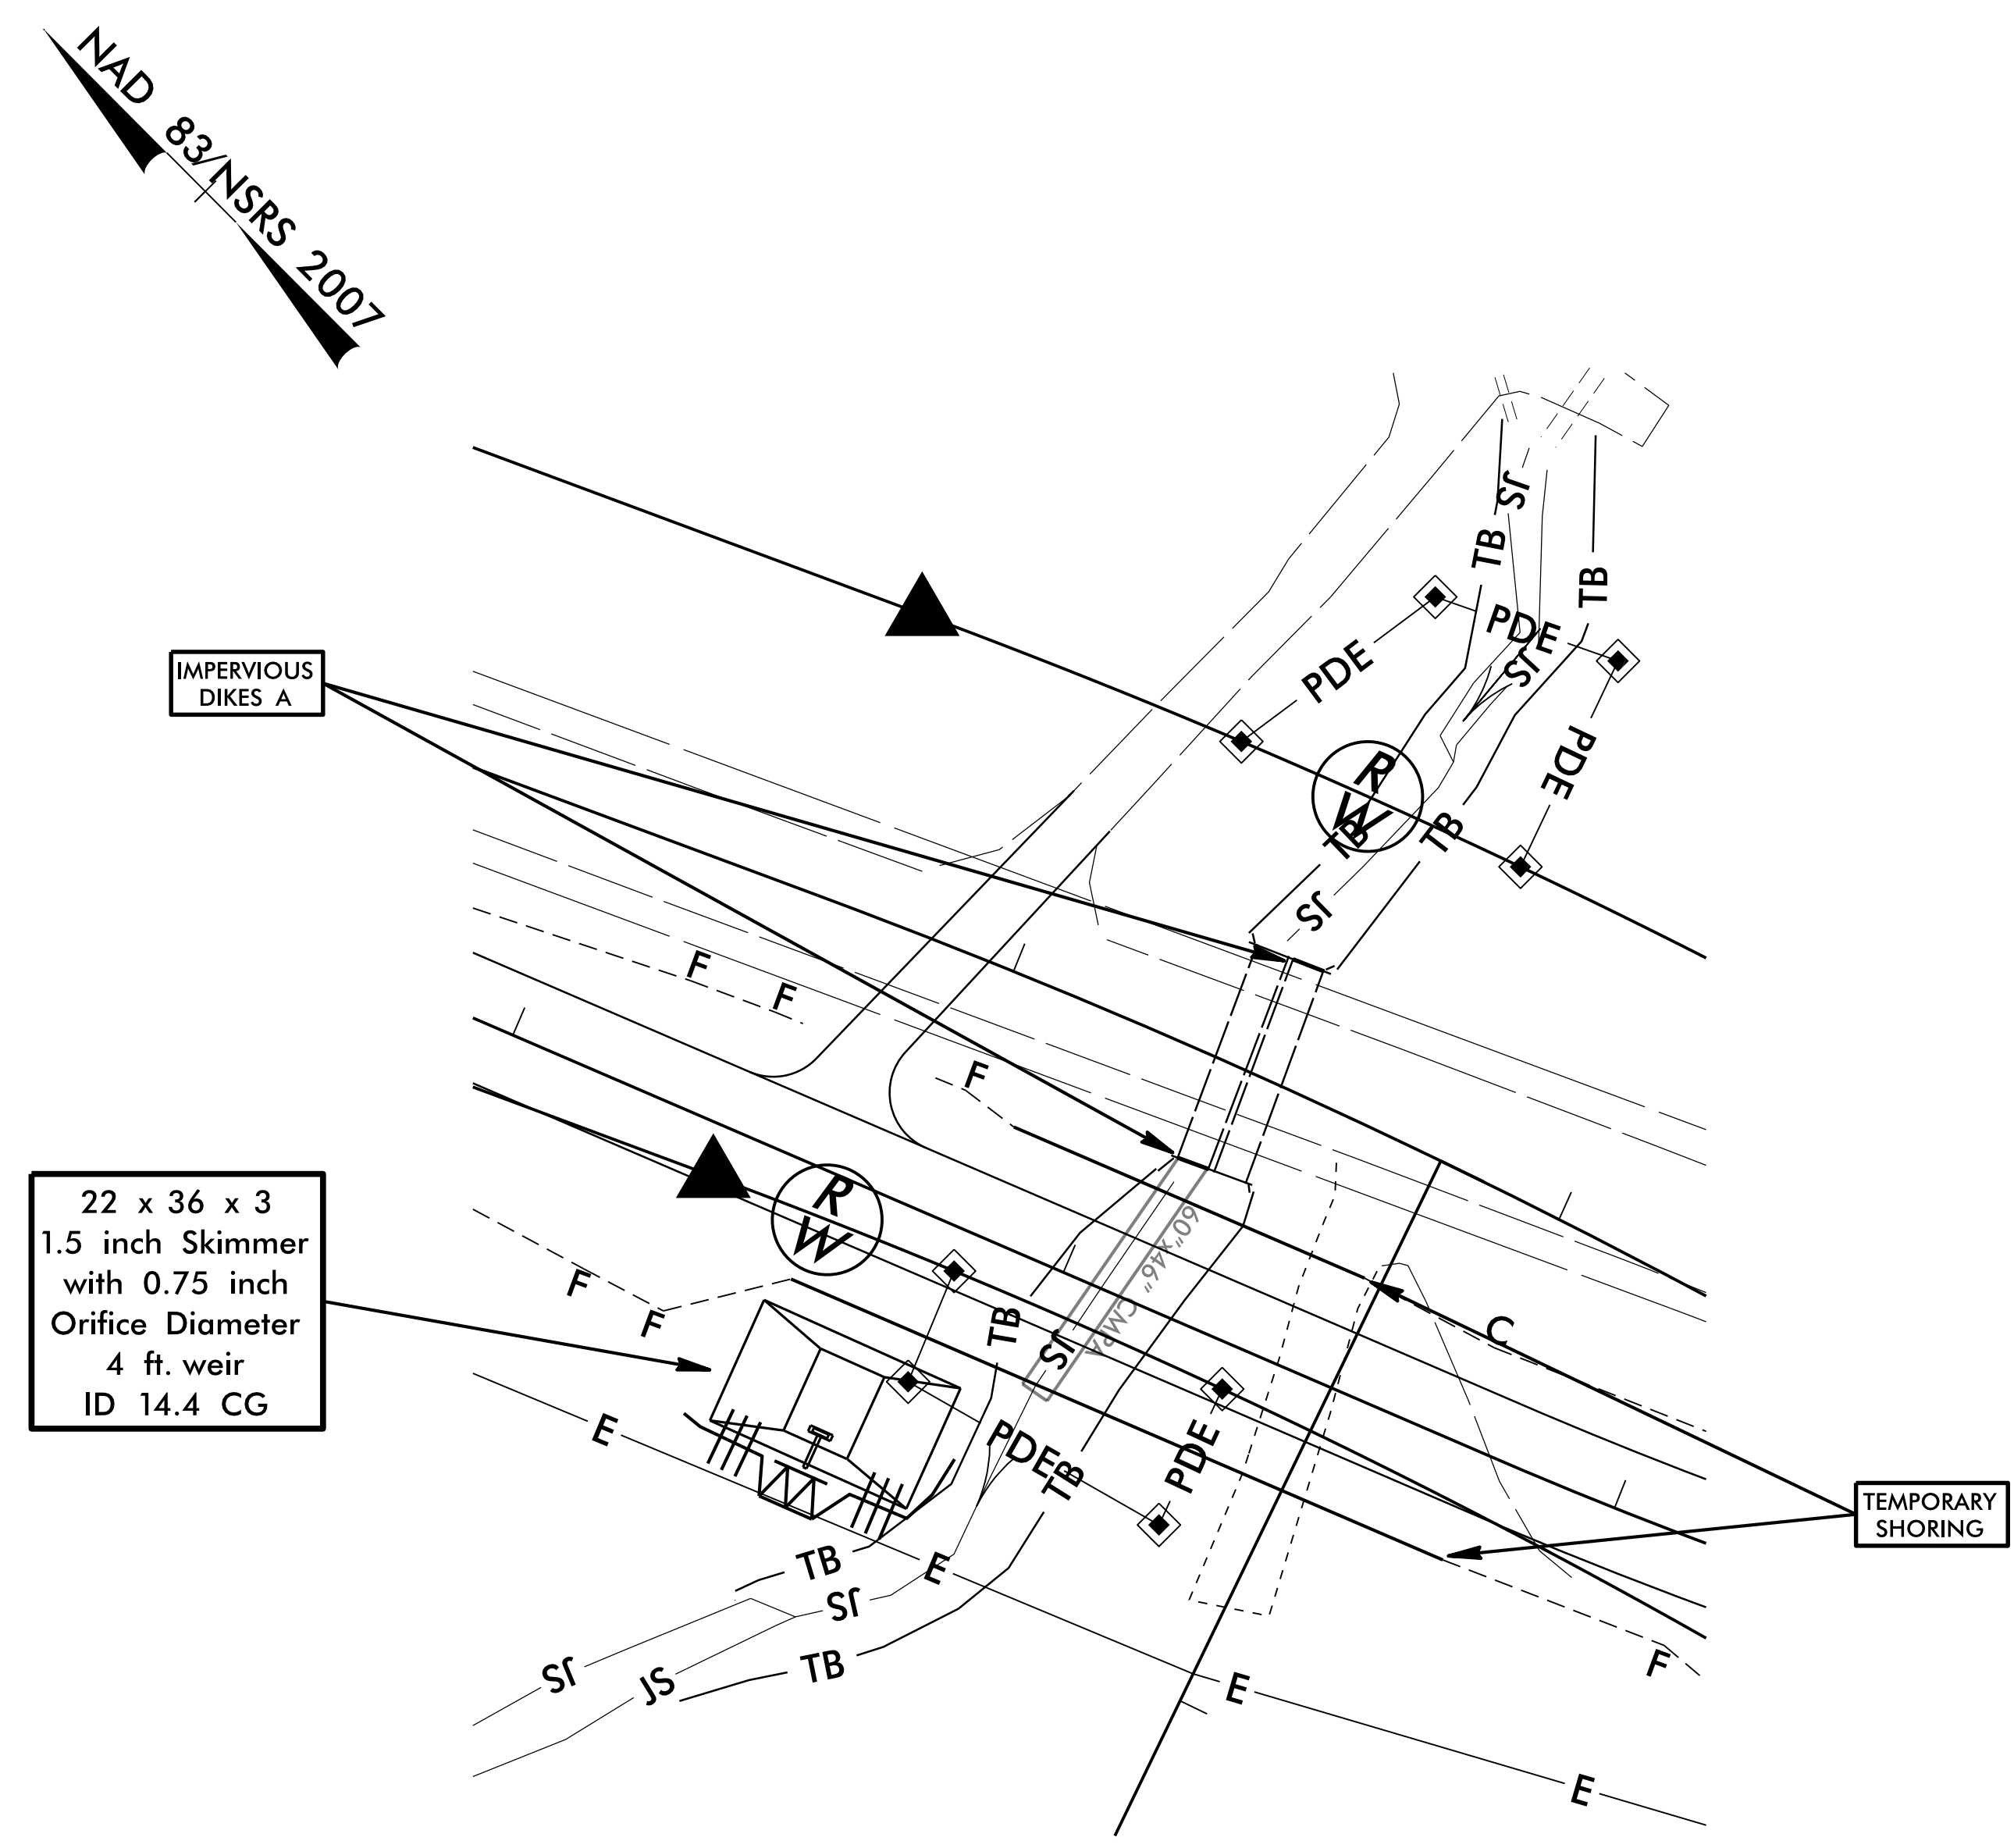 NAD 83/NSRS 2007
JS
TB
TB
PDE
PDE
JS
IMPERVIOUS
DIKES A
PDE
R
W
TB
TB
JS
F
F
F
R
W
60"x46" CMPA
22 x 36 x 3
1.5 inch Skimmer
with 0.75 inch
Orifice Diameter
4 ft. weir
ID 14.4 CG
F
F
TB
JS
C
E
PDE
PDE
TB
TEMPORARY
SHORING
TB
E
JS
TB
JS
JS
F
E
E